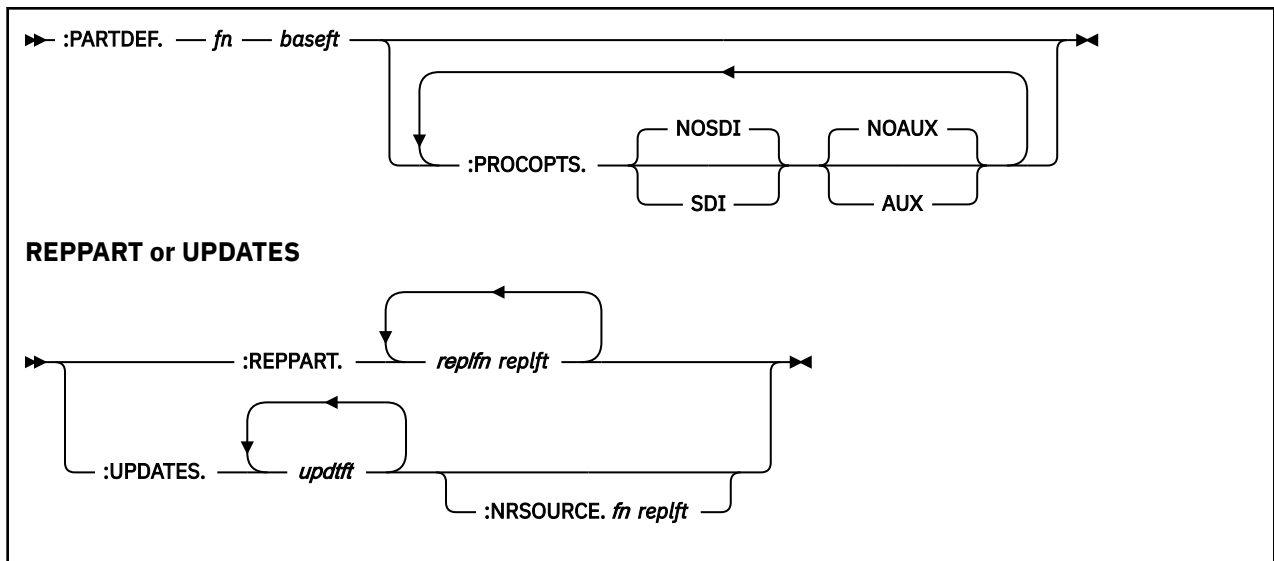 :PARTDEF. fn baseft
NOSDI NOAUX
:PROCOPTS.
SDI AUX
REPPART or UPDATES
:REPPART. replfn replft
:UPDATES. updtft
:NRSOURCE. fn replft